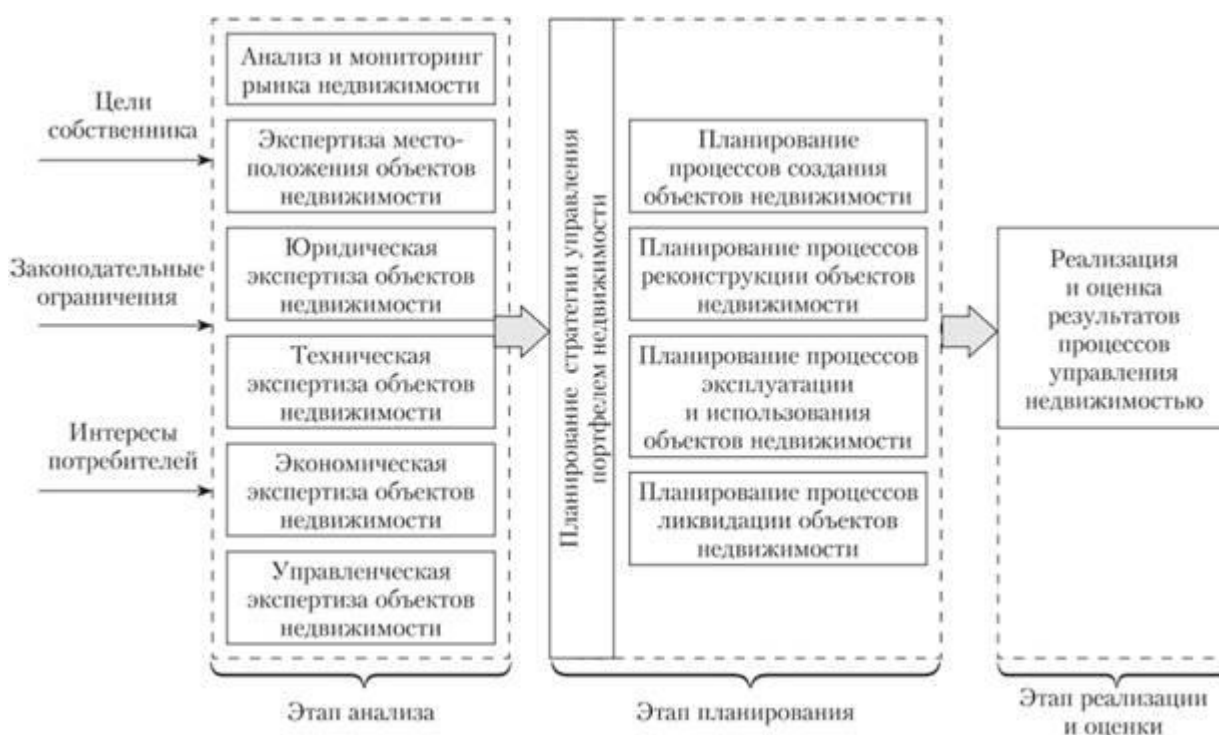 Цели
собственника
Законодательные
ограничения
Интересы
потребителей
Анализ и мониторинг
рынка недвижимости
Экспертиза место-
положения объектов
недвижимости
Юридическая
экспертиза объектов
недвижимости
Техническая
экспертиза объектов
недвижимости
Экономическая
экспертиза объектов
недвижимости
Управленческая
экспертиза объектов
недвижимости
Этап анализа
Планирование стратегии управления
портфелем недвижимости
Планирование
процессов создания
объектов недвижимости
Планирование процессов
реконструкции объектов
недвижимости
Планирование процессов
эксплуатации
и использования
объектов недвижимости
Планирование процессов
ликвидации объектов
недвижимости
Этап планирования
Реализация
и оценка
результатов
процессов
управления
недвижимостью
Этап реализации
и оценки